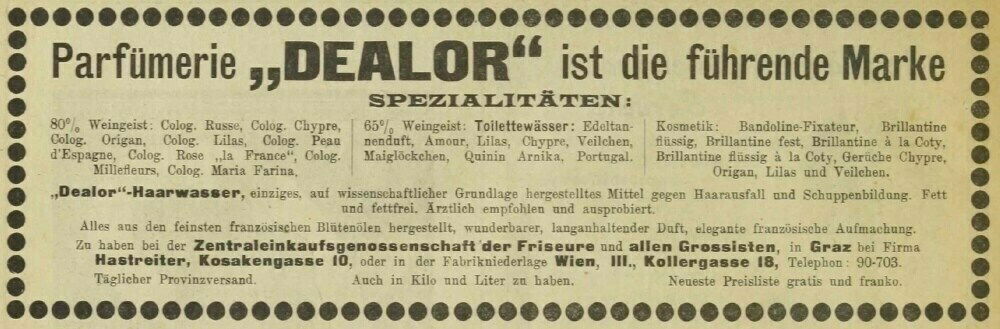 Parfümerie „DEALOR“ ist die führende Marke
SPEZIALITÄTEN:
80% Weingeist: Colog. Russe, Colog. Chypre,
Colog. Origan, Colog. Lilas, Colog. Peau
d'Espagne, Colog. Rose „la France“, Colog.
Millefleurs, Colog. Maria Farina,
65% Weingeist: Toilettewässer: Edeltan-
nenduft, Amour, Lilas, Chypre, Veilchen,
Maiglöckchen, Quinin Arnika, Portugal.
Kosmetik: Bandoline-Fixateur, Brillantine
flüssig, Brillantine fest, Brillantine à la Coty,
Brillantine flüssig à la Coty, Gerüche Chypre,
Origan, Lilas und Veilchen.
„Dealor“-Haarwasser, einziges, auf wissenschaftlicher Grundlage hergestelltes Mittel gegen Haarausfall und Schuppenbildung. Fett
und fettfrei. Ärztlich empfohlen und ausprobiert.
Alles aus den feinsten französischen Blütenölen hergestellt, wunderbarer, langanhaltender Duft, elegante französische Aufmachung.
Zu haben bei der Zentraleinkaufsgenossenschaft der Friseure und allen Grossisten, in Graz bei Firma
Hastreiter, Kosakengasse 10, oder in der Fabrikniederlage Wien, III., Kollergasse 18, Telephon: 90-703.
Täglicher Provinzversand. Auch in Kilo und Liter zu haben. Neueste Preisliste gratis und franko.